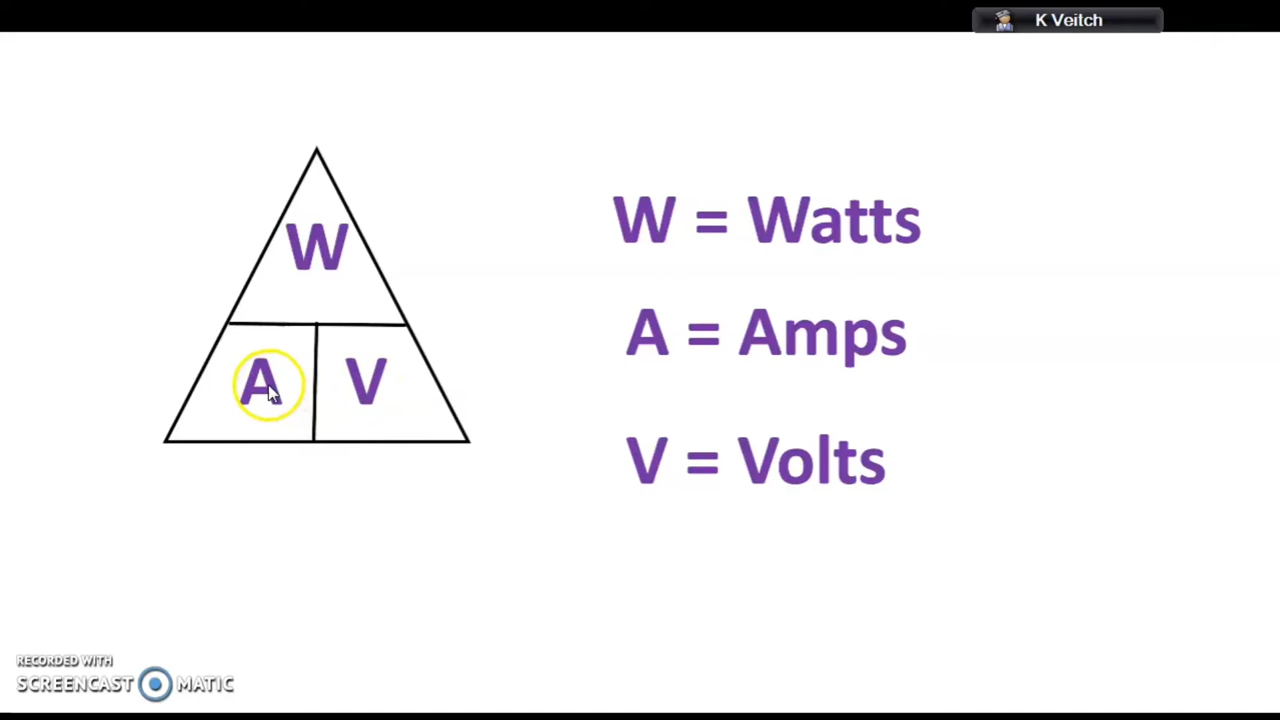 K Veitch
W
W = Watts
A = Amps
A V
V = Volts
RECORDED WITH
SCREENCAST MATIC